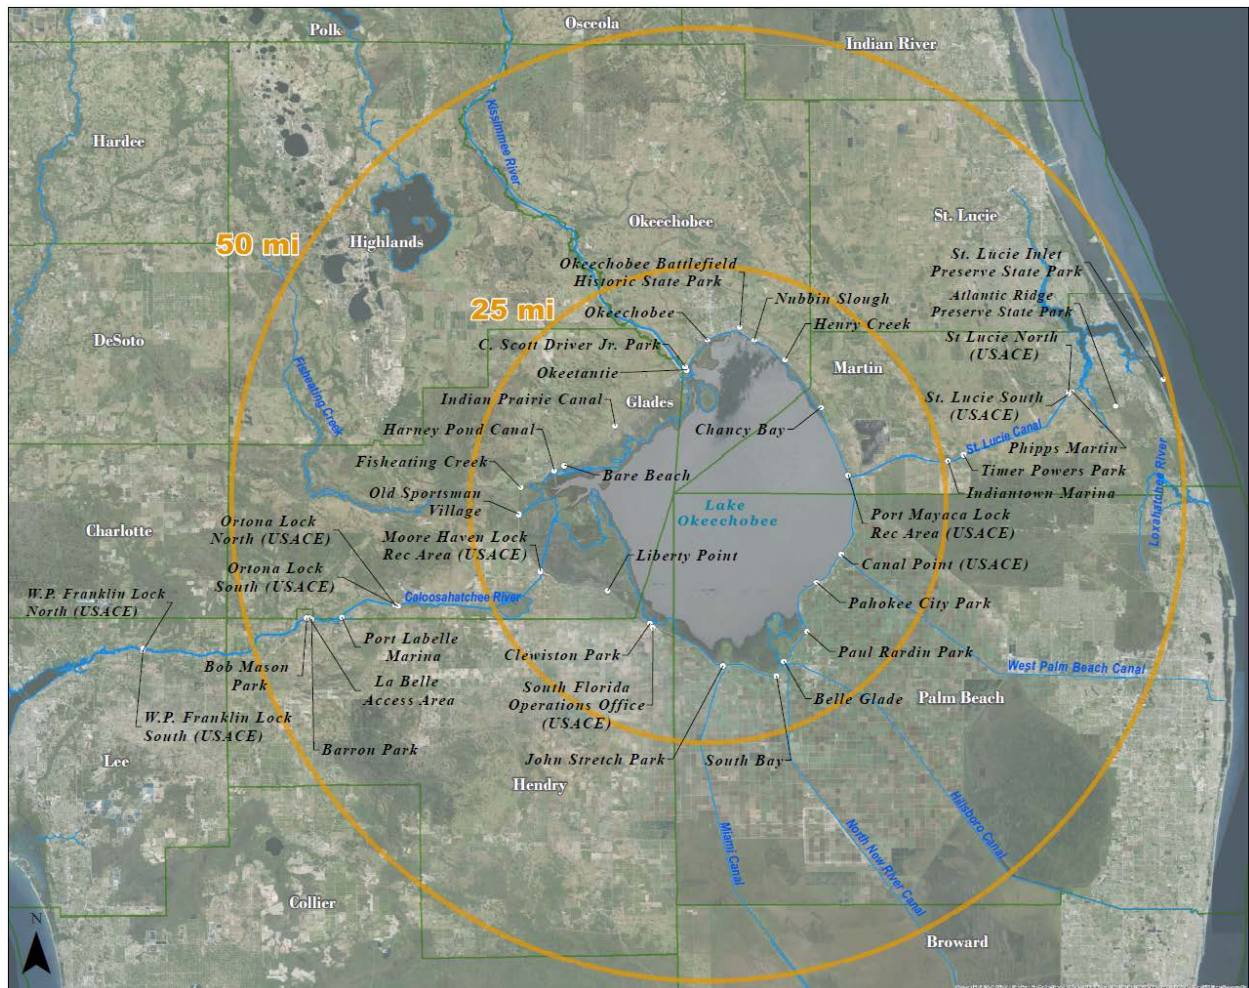 Osceola
Polk
Indian River
Kissimmee River
Hardee
St. Lucie
Okeechobee
50 mi
Highlands
St. Lucie Inlet
Preserve State Park
Okeechobee Battlefield
Historic State Park
Atlantic Ridge
Preserve State Park
25 mi
Nubbin Slough
Okeechobee
Henry Creek
St Lucie North
(USACE)
DeSoto
C. Scott Driver Jr. Park
Okeetantie
Martin
Fisheating Creek
Indian Prairie Canal
Glades
St. Lucie South
(USACE)
Harney Pond Canal
Chancy Bay
St. Lucie Canal
Phipps Martin
Fisheating Creek
Bare Beach
Timer Powers Park
Loxahatchee River
Old Sportsman
Village
Indiantown Marina
Lake
Okeechobee
Charlotte
Ortona Lock
North (USACE)
Moore Haven Lock
Rec Area (USACE)
Port Mayaca Lock
Rec Area (USACE)
Liberty Point
Canal Point (USACE)
Ortona Lock
South (USACE)
W.P. Franklin Lock
North (USACE)
Caloosahatchee River
Pahokee City Park
Port Labelle
Marina
Clewiston Park
Paul Rardin Park
Bob Mason
Park
West Palm Beach Canal
La Belle
Access Area
South Florida
Operations Office
(USACE)
Belle Glade
Palm Beach
W.P. Franklin Lock
South (USACE)
Barron Park
Lee
John Stretch Park
South Bay
Hendry
Hillsboro Canal
Miami Canal
North New River Canal
Collier
N
Broward